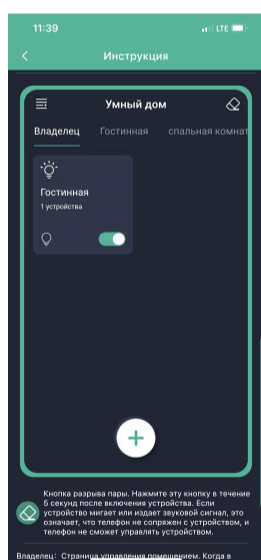 11:39 LTE
Инструкция
Умный дом
Владелец Гостинная спальная комнат
Гостинная
1 устройства
Кнопка разрыва пары. Нажмите эту кнопку в течение
5 секунд после включения устройства. Если
устройство мигает или издает звуковой сигнал, это
означает, что телефон не сопряжен с устройством, и
телефон не сможет управлять устройством.
Владелец: Страница управления помещением. Когда в